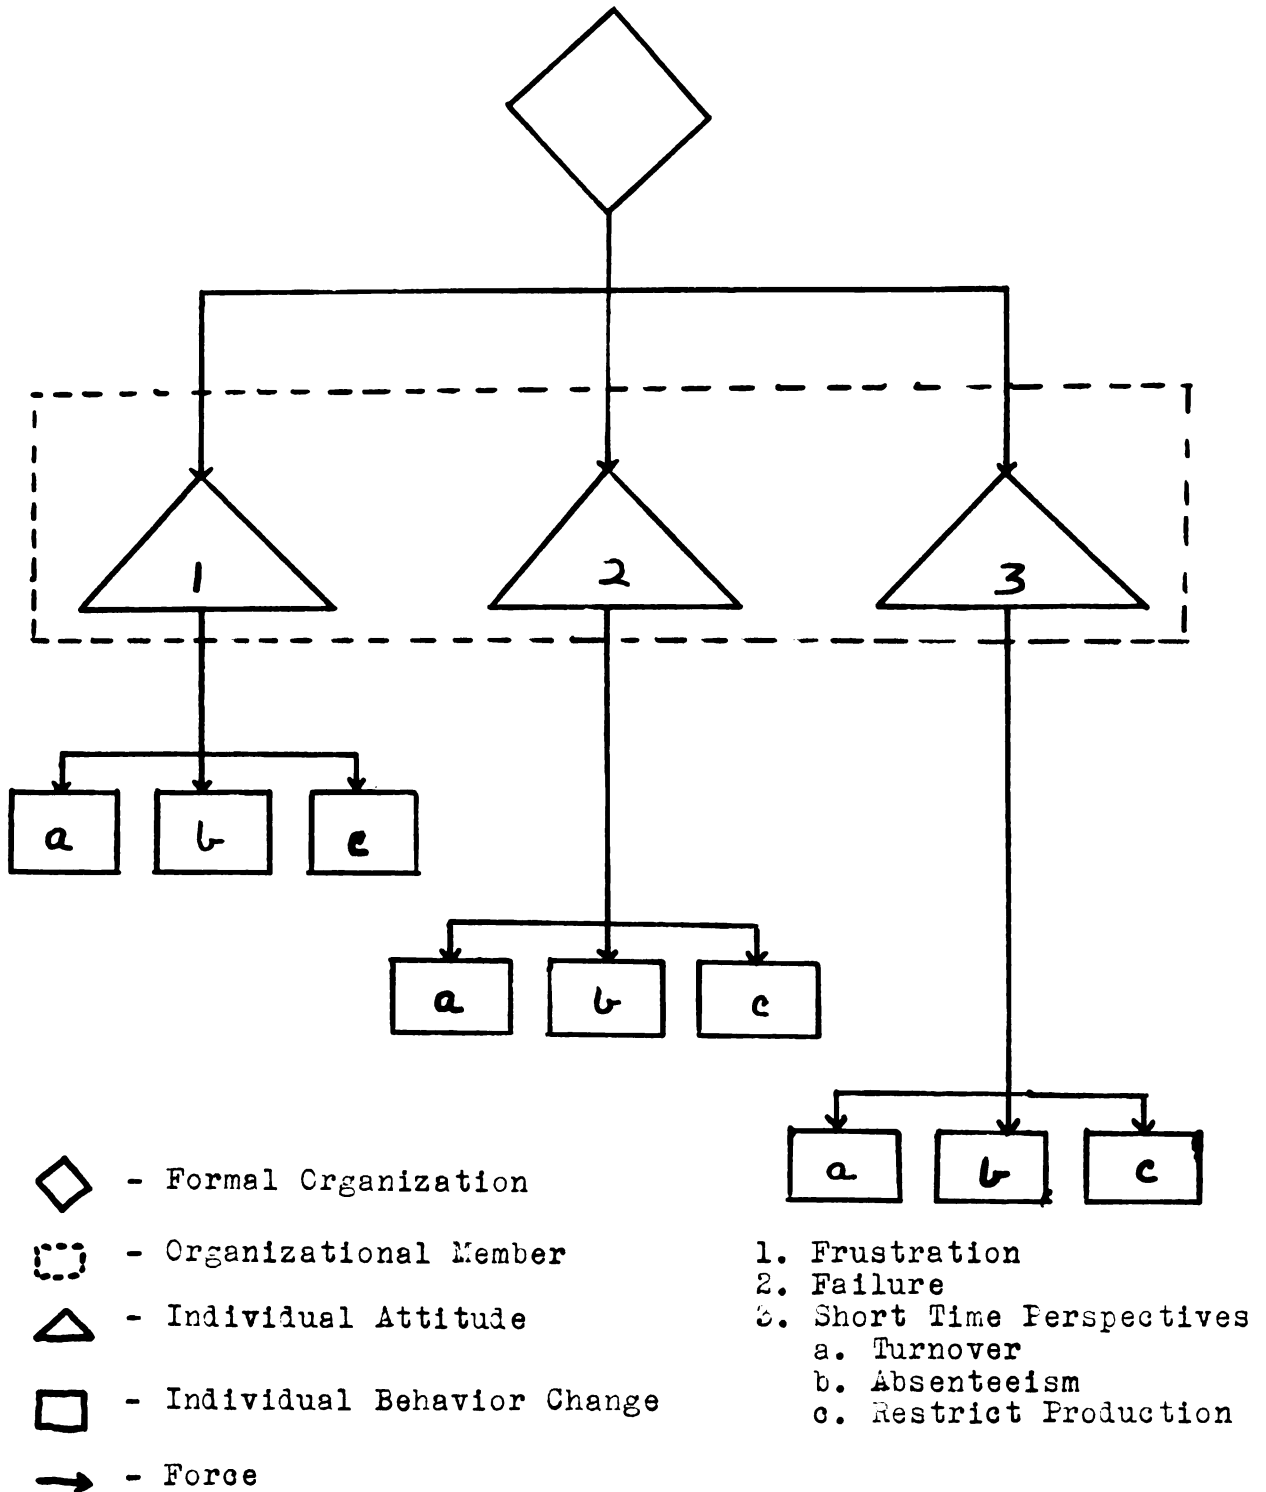 1
2
3
a
b
c
a
b
c
a
b
c
- Formal Organization
- Organizational Member
- Individual Attitude
- Individual Behavior Change
- Force
1. Frustration
2. Failure
3. Short Time Perspectives
a. Turnover
b. Absenteeism
c. Restrict Production